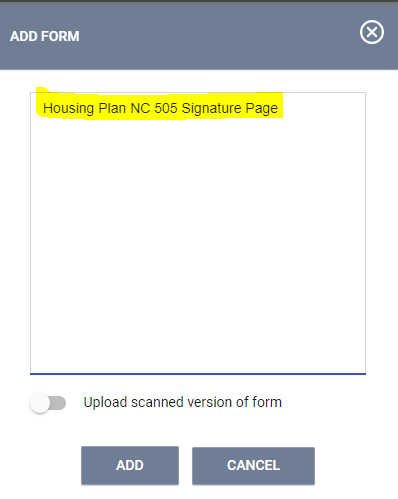 ADD FORM
Housing Plan NC 505 Signature Page
Upload scanned version of form
ADD CANCEL